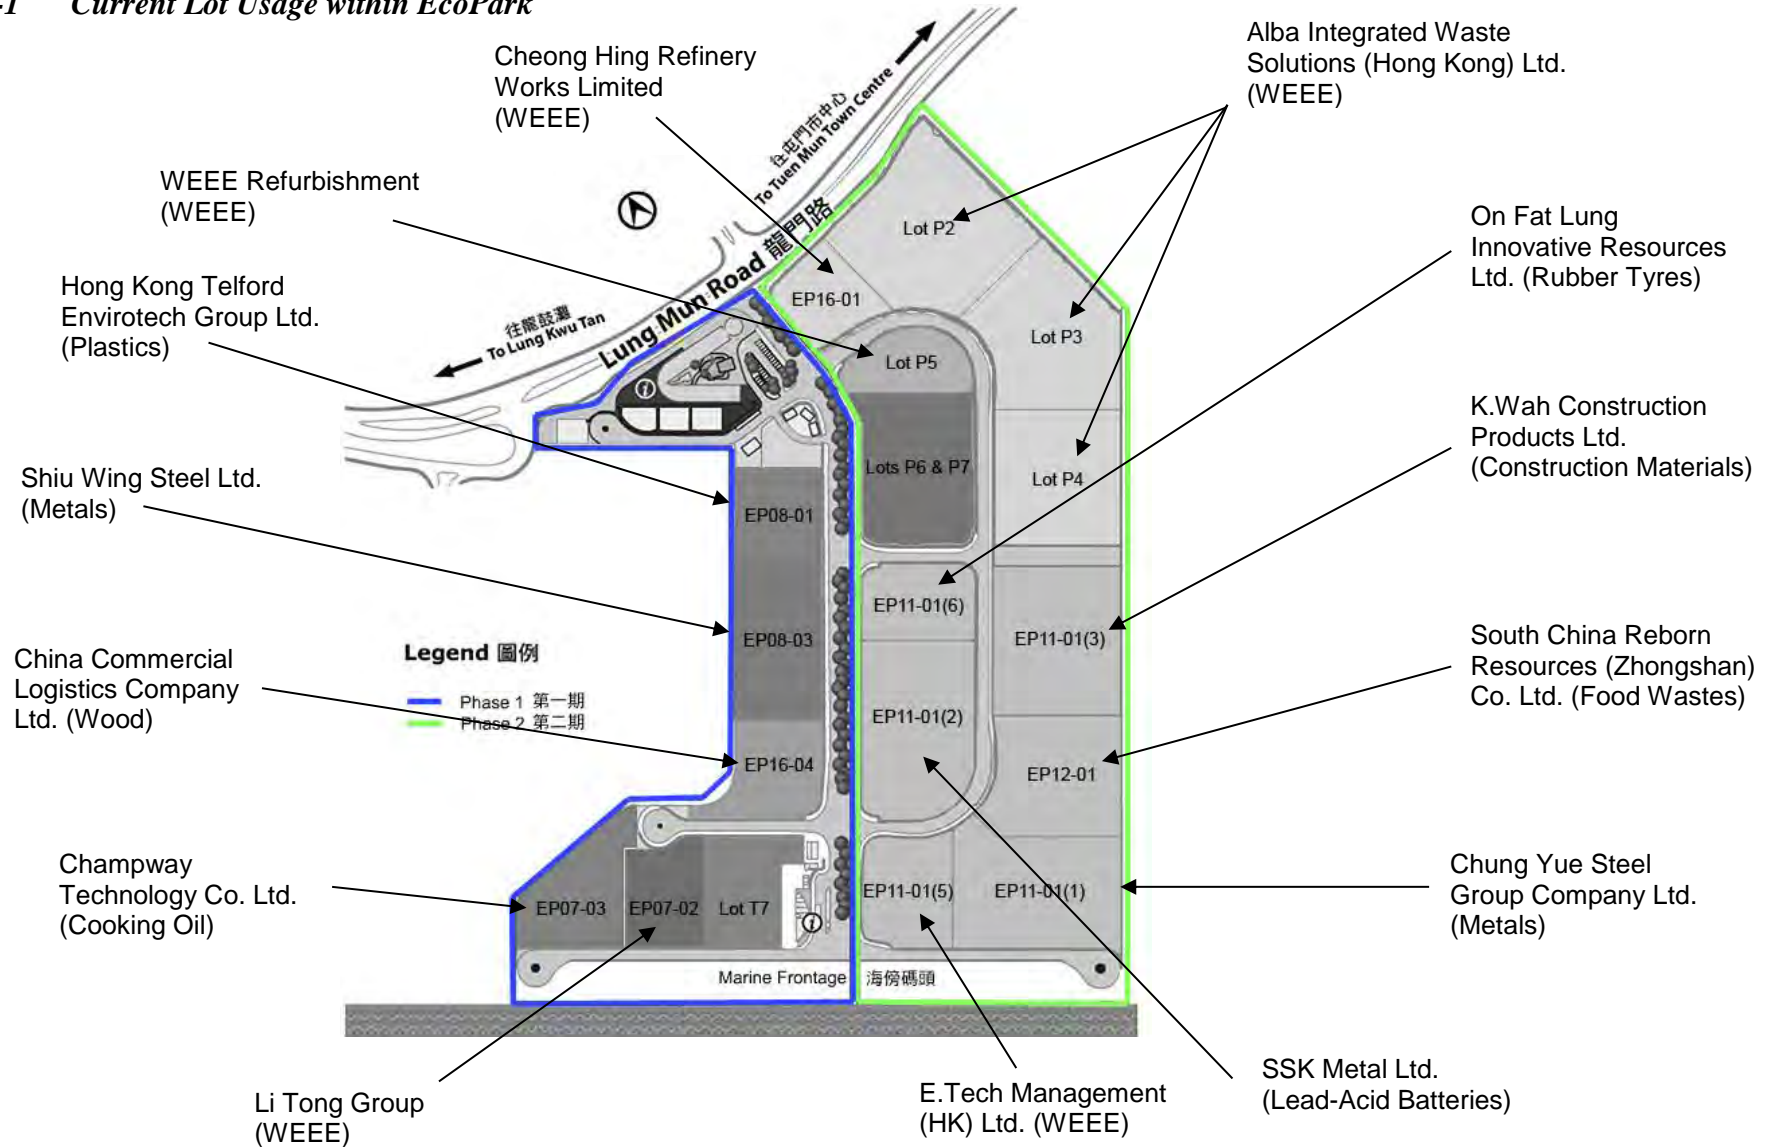 -1 Current Lot Usage within EcoPark
Cheong Hing Refinery
Works Limited
(WEEE)
Alba Integrated Waste
Solutions (Hong Kong) Ltd.
(WEEE)
往屯門市中心
To Tuen Mun Town Centre
WEEE Refurbishment
(WEEE)
On Fat Lung
Innovative Resources
Ltd. (Rubber Tyres)
Lung Mun Road 龍門路
Lot P2
Hong Kong Telford
Envirotech Group Ltd.
(Plastics)
往龍鼓灘
To Lung Kwu Tan
EP16-01
Lot P3
Lot P5
i
K.Wah Construction
Products Ltd.
(Construction Materials)
Shiu Wing Steel Ltd.
(Metals)
Lots P6 & P7
Lot P4
EP08-01
EP11-01(6)
EP08-03
EP11-01(3)
South China Reborn
Resources (Zhongshan)
Co. Ltd. (Food Wastes)
Legend 圖例
Phase 1 第一期
Phase 2 第二期
China Commercial
Logistics Company
Ltd. (Wood)
EP11-01(2)
EP16-04
EP12-01
Champway
Technology Co. Ltd.
(Cooking Oil)
Chung Yue Steel
Group Company Ltd.
(Metals)
EP07-03
EP07-02
Lot T7
i
EP11-01(5)
EP11-01(1)
Marine Frontage 海傍碼頭
Li Tong Group
(WEEE)
E.Tech Management
(HK) Ltd. (WEEE)
SSK Metal Ltd.
(Lead-Acid Batteries)